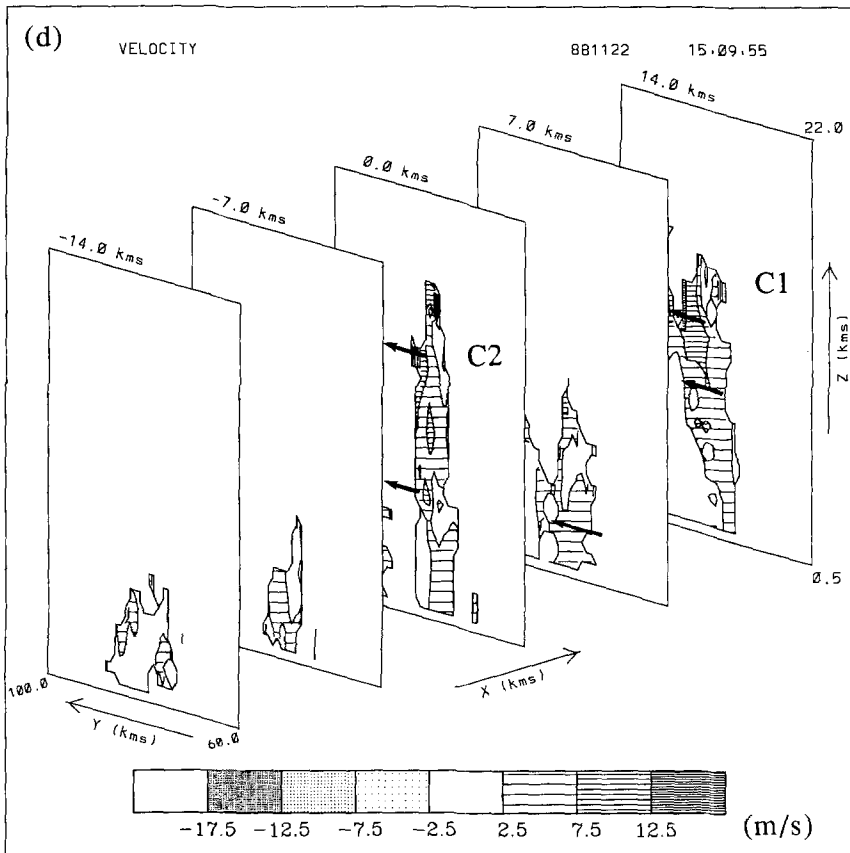 (d)
VELOCITY 881122 15:09:55
14.0 kms
7.0 kms
0.0 kms
-7.0 kms
-14.0 kms
22.0
C1
C2
Z (kms)
0.5
X (kms)
100.0
Y (kms)
60.0
-17.5 -12.5 -7.5 -2.5 2.5 7.5 12.5 (m/s)